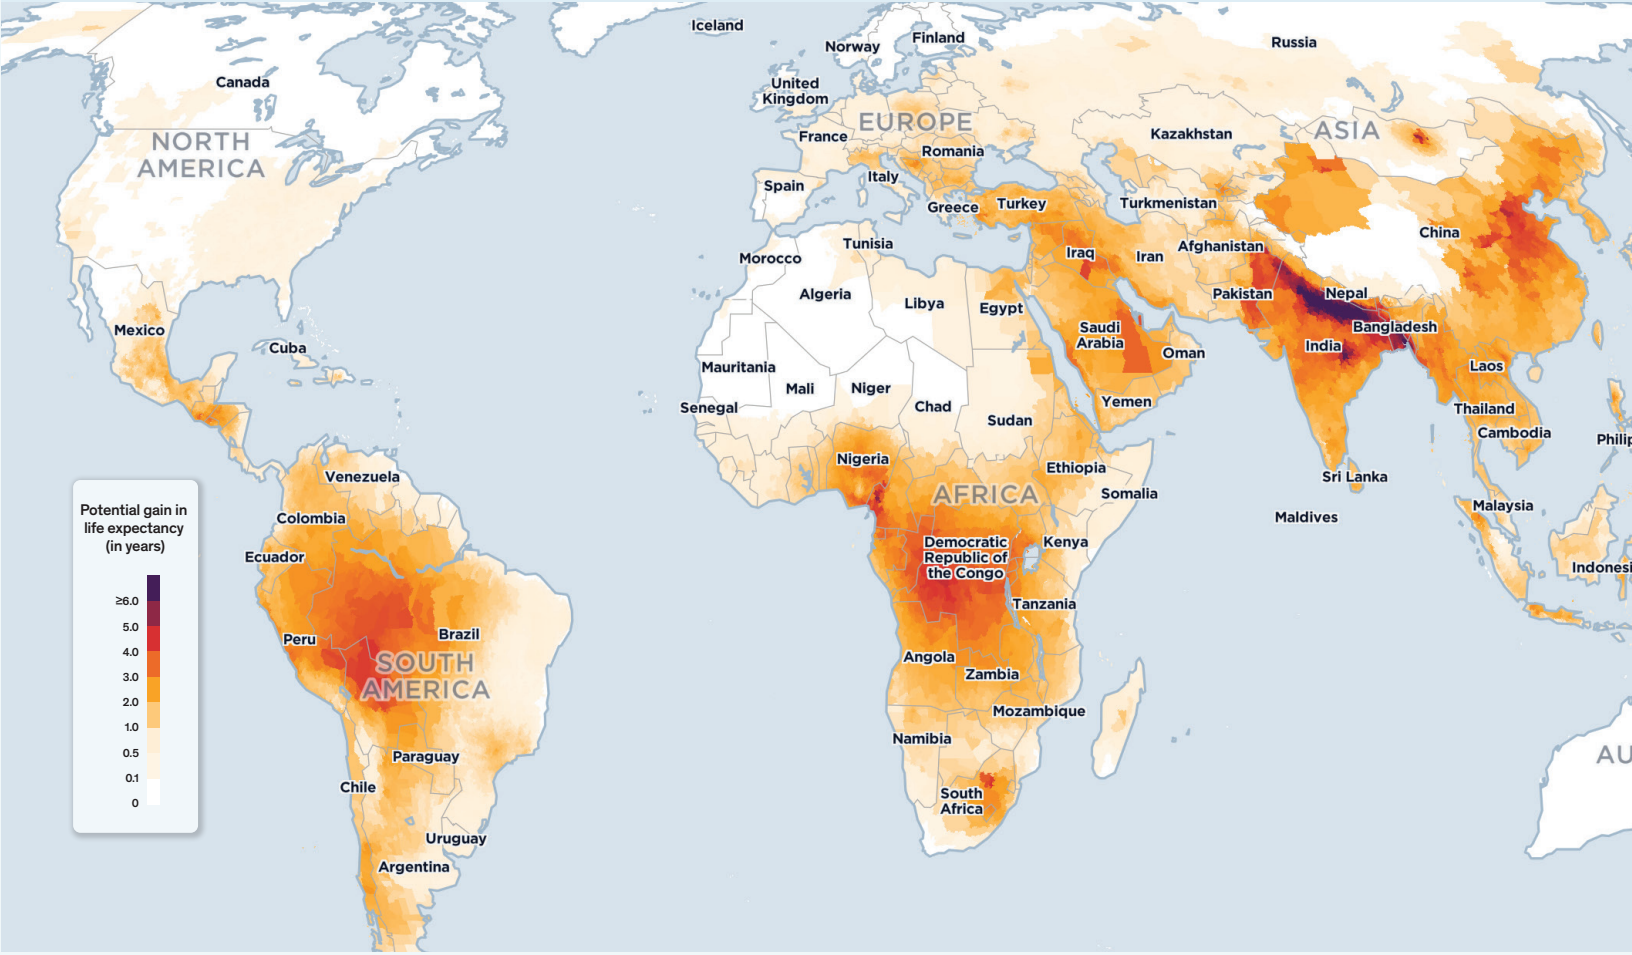 Iceland
Finland
Norway
Russia
Canada
United
Kingdom
EUROPE
NORTH
AMERICA
France
Kazakhstan
ASIA
Romania
Italy
Spain
Greece
Turkey
Turkmenistan
China
Tunisia
Morocco
Iraq
Iran
Afghanistan
Algeria
Libya
Egypt
Pakistan
Nepal
Mexico
Saudi
Arabia
Bangladesh
Cuba
India
Oman
Mauritania
Mali
Niger
Laos
Senegal
Chad
Sudan
Yemen
Thailand
Cambodia
Philip
Nigeria
Ethiopia
Venezuela
Sri Lanka
AFRICA
Somalia
Malaysia
Colombia
Maldives
Ecuador
Democratic
Republic of
the Congo
Kenya
Indonesi
Tanzania
Peru
Brazil
SOUTH
AMERICA
Angola
Zambia
Mozambique
Namibia
Paraguay
AU
Chile
South
Africa
Uruguay
Argentina
Potential gain in
life expectancy
(in years)
≥6.0
5.0
4.0
3.0
2.0
1.0
0.5
0.1
0